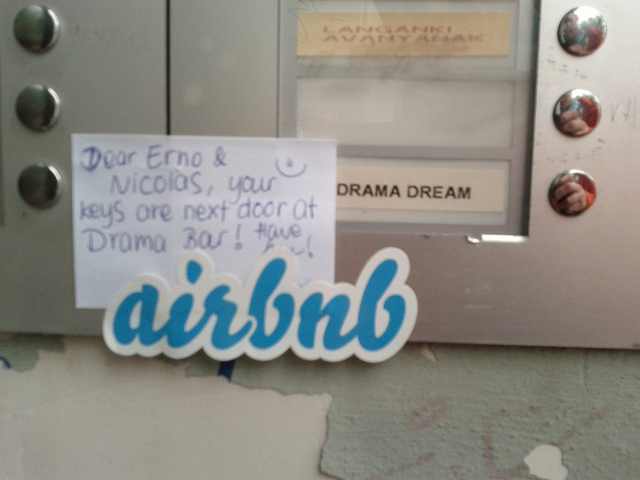 LANGANKI
AVANYANAK
Dear Erno &
Nicolas, your
keys are next door at
Drama Bar! Have
DRAMA DREAM
airbnb